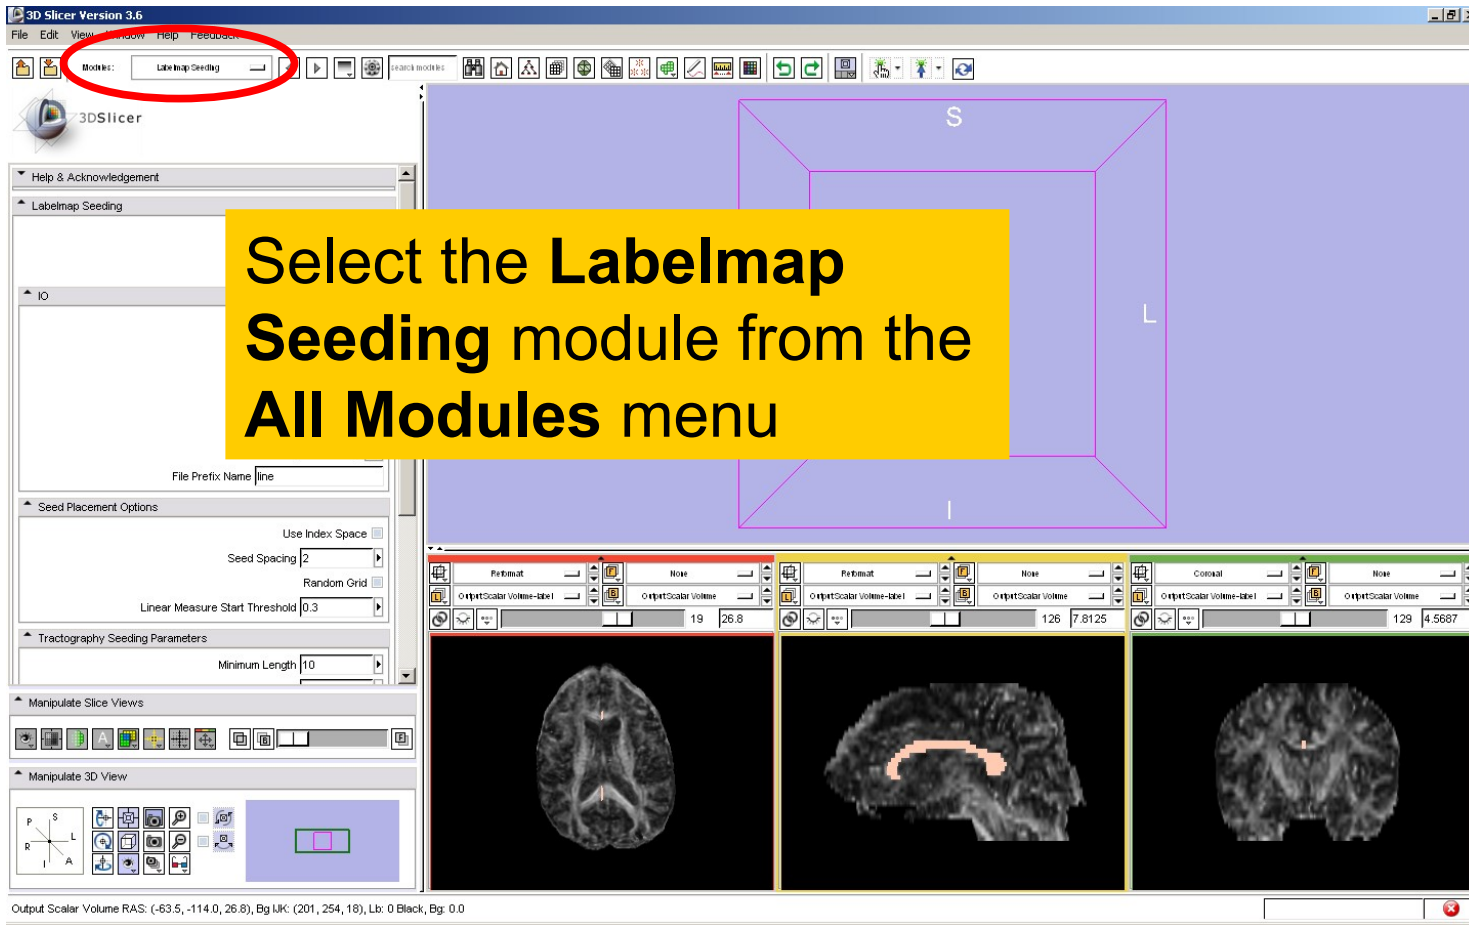 3D Slicer Version 3.6
File Edit View Window Help Feedback
Modules: Labelmap Seeding search modules
3DSlicer
Help & Acknowledgement
Labelmap Seeding
IO
Select the Labelmap
Seeding module from the
All Modules menu
File Prefix Name line
Seed Placement Options
Use Index Space
Seed Spacing 2
Random Grid
Linear Measure Start Threshold 0.3
Tractography Seeding Parameters
Minimum Length 10
Manipulate Slice Views
Manipulate 3D View
P S L R I A
S
L
I
Reformat None
OutputScalar Volume-label OutputScalar Volume
19 26.8
Reformat None
OutputScalar Volume-label OutputScalar Volume
126 7.8125
Coronal None
OutputScalar Volume-label OutputScalar Volume
129 4.5687
Output Scalar Volume RAS: (-63.5, -114.0, 26.8), Bg IJK: (201, 254, 18), Lb: 0 Black, Bg: 0.0